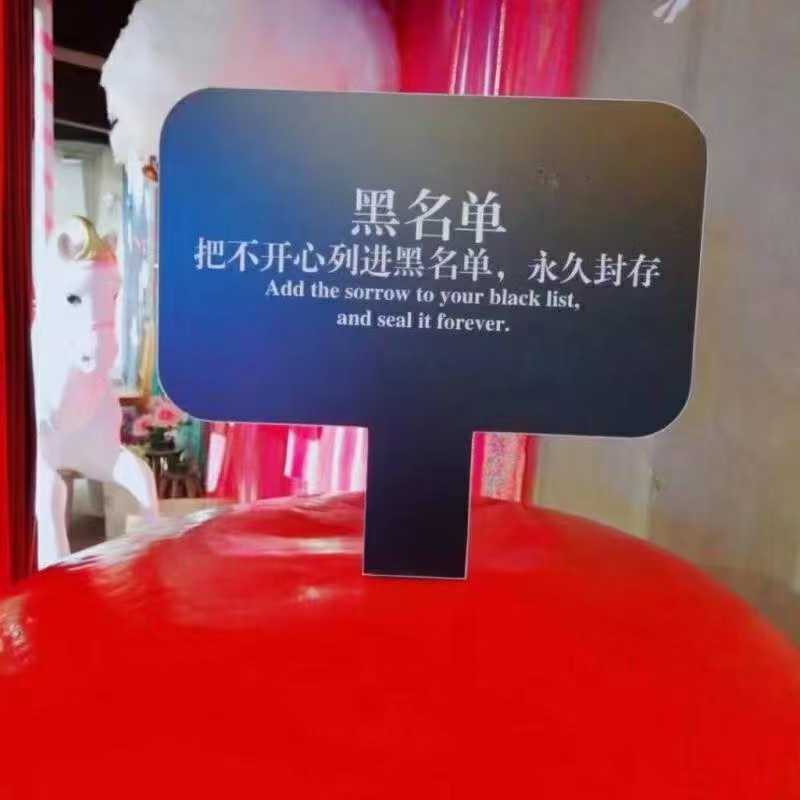 黑名单
把不开心列进黑名单，永久封存
Add the sorrow to your black list,
and seal it forever.